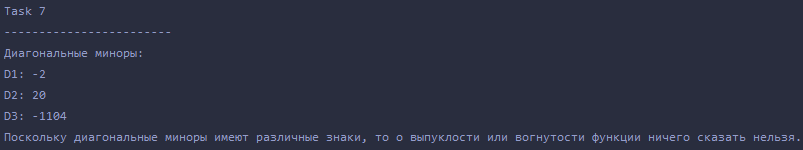 Task 7
------------------------
Диагональные миноры:
D1: -2
D2: 20
D3: -1104
Поскольку диагональные миноры имеют различные знаки, то о выпуклости или вогнутости функции ничего сказать нельзя.